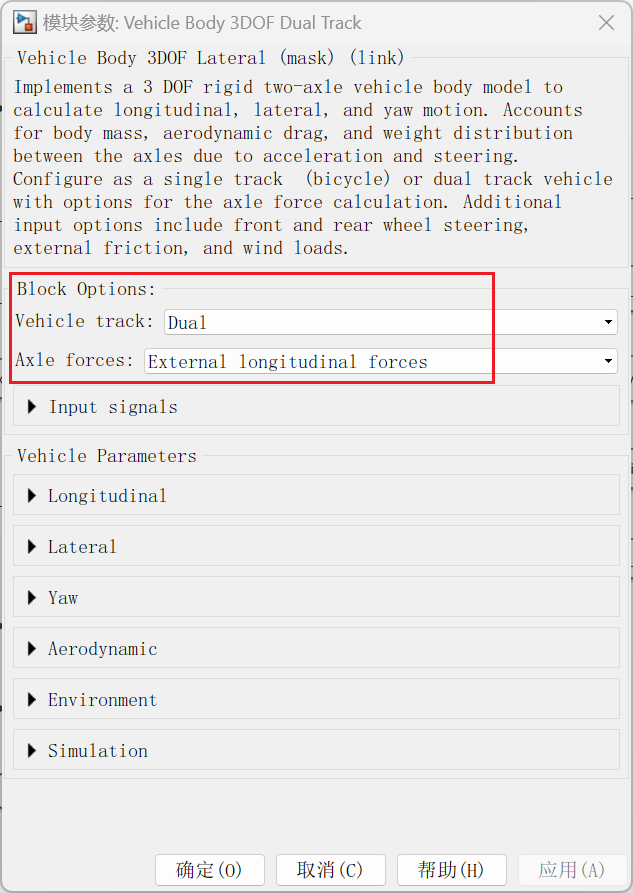 模块参数: Vehicle Body 3DOF Dual Track
Vehicle Body 3DOF Lateral (mask) (link)
Implements a 3 DOF rigid two-axle vehicle body model to
calculate longitudinal, lateral, and yaw motion. Accounts
for body mass, aerodynamic drag, and weight distribution
between the axles due to acceleration and steering.
Configure as a single track  (bicycle) or dual track vehicle
with options for the axle force calculation. Additional
input options include front and rear wheel steering,
external friction, and wind loads.
Block Options:
Vehicle track: Dual
Axle forces: External longitudinal forces
Input signals
Vehicle Parameters
Longitudinal
Lateral
Yaw
Aerodynamic
Environment
Simulation
确定(O) 取消(C) 帮助(H) 应用(A)